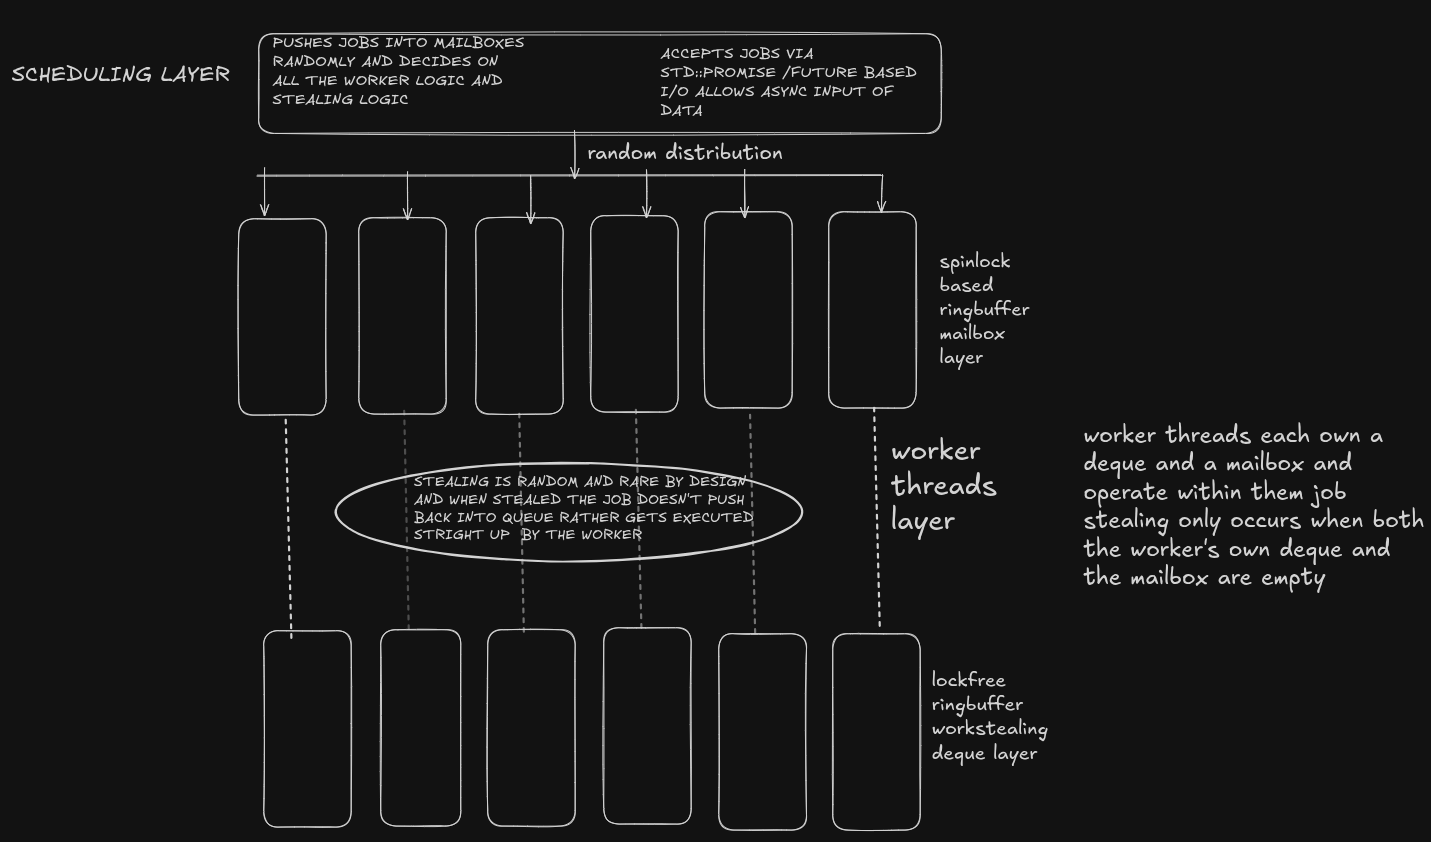 SCHEDULING LAYER
PUSHES JOBS INTO MAILBOXES
RANDOMLY AND DECIDES ON
ALL THE WORKER LOGIC AND
STEALING LOGIC
ACCEPTS JOBS VIA
STD::PROMISE /FUTURE BASED
I/O ALLOWS ASYNC INPUT OF
DATA
random distribution
spinlock
based
ringbuffer
mailbox
layer
STEALING IS RANDOM AND RARE BY DESIGN
AND WHEN STEALED THE JOB DOESN'T PUSH
BACK INTO QUEUE RATHER GETS EXECUTED
STRIGHT UP BY THE WORKER
worker
threads
layer
worker threads each own a
deque and a mailbox and
operate within them job
stealing only occurs when both
the worker's own deque and
the mailbox are empty
lockfree
ringbuffer
workstealing
deque layer